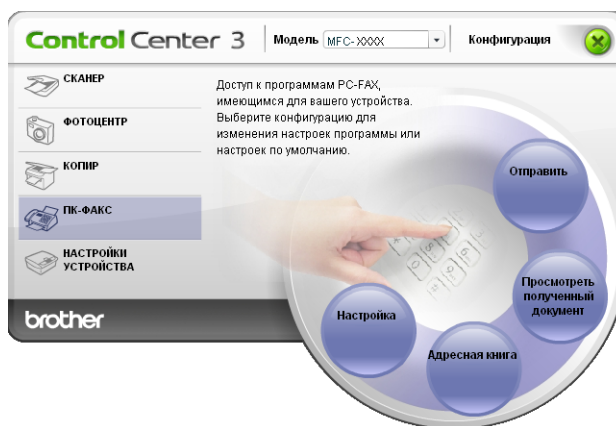 Control Center 3
Модель MFC-XXXX
Конфигурация
СКАНЕР
ФОТОЦЕНТР
КОПИР
ПК-ФАКС
НАСТРОЙКИ
УСТРОЙСТВА
Доступ к программам PC-FAX,
имеющимся для вашего устройства.
Выберите конфигурацию для
изменения настроек программы или
настроек по умолчанию.
Отправить
Просмотреть
полученный
документ
Адресная книга
Настройка
brother